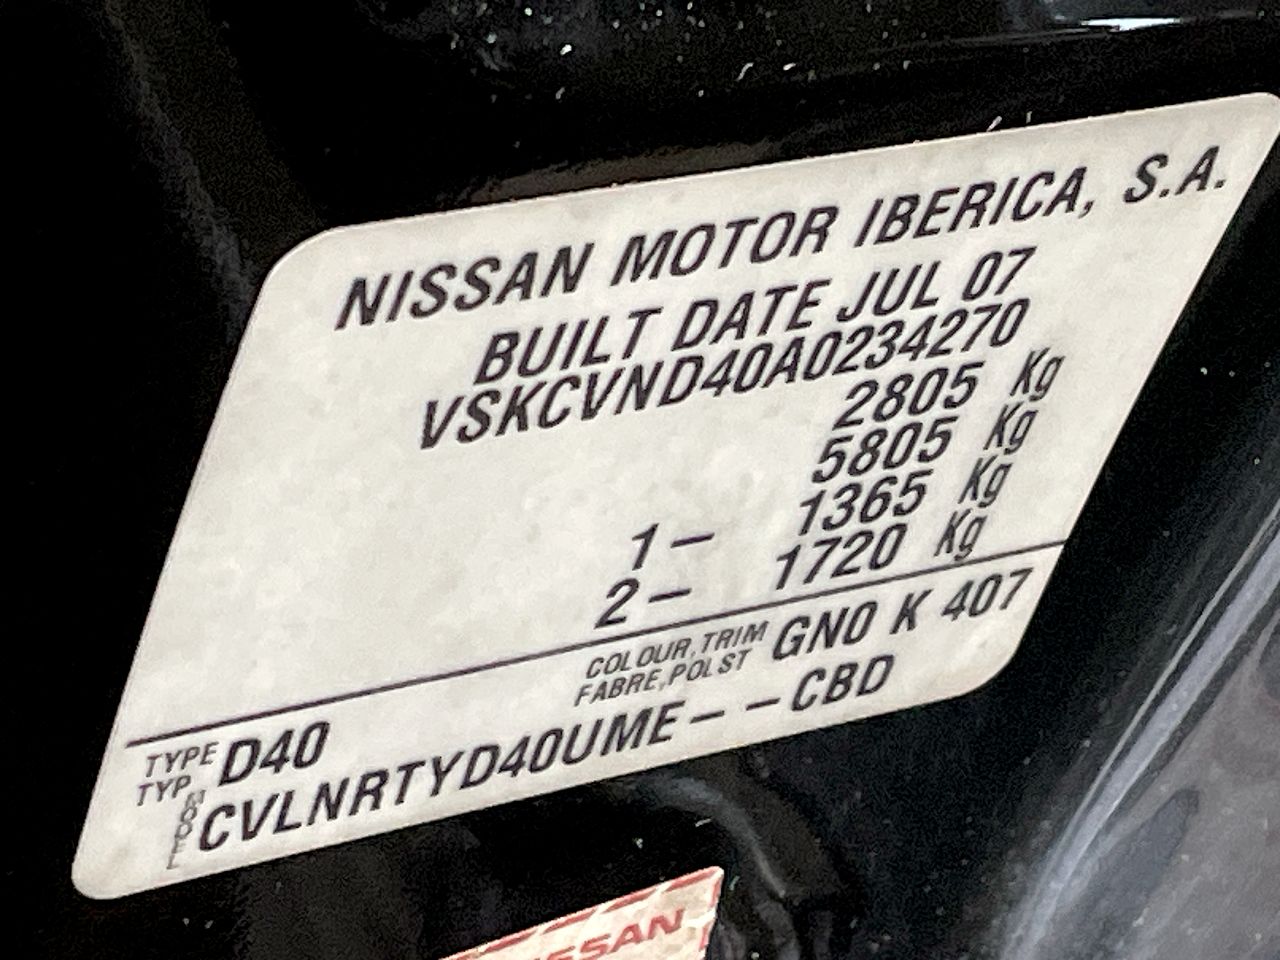 NISSAN MOTOR IBERICA, S.A.
BUILT DATE JUL 07
VSKCVND40A0234270
2805 Kg
5805 Kg
1- 1365 Kg
2- 1720 Kg
COLOUR,TRIM
FABRE,POLST
GN0 K 407
TYPE
TYP
D40
MODEL
CVLNRTYD40UME--CBD